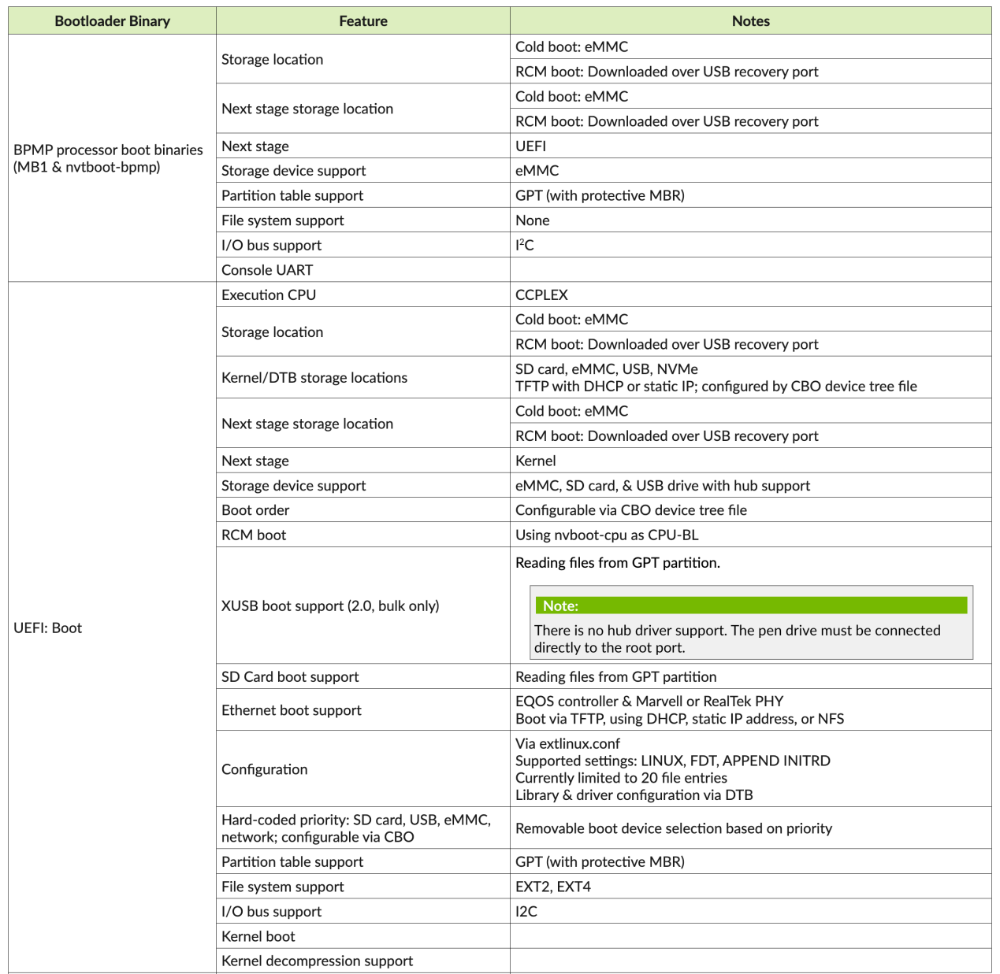 Bootloader Binary
Feature
Notes
BPMP processor boot binaries
(MB1 & nvtboot-bpmp)
Storage location
Cold boot: eMMC
RCM boot: Downloaded over USB recovery port
Next stage storage location
Cold boot: eMMC
RCM boot: Downloaded over USB recovery port
Next stage
UEFI
Storage device support
eMMC
Partition table support
GPT (with protective MBR)
File system support
None
I/O bus support
I²C
Console UART
UEFI: Boot
Execution CPU
CCPLEX
Storage location
Cold boot: eMMC
RCM boot: Downloaded over USB recovery port
Kernel/DTB storage locations
SD card, eMMC, USB, NVMe
TFTP with DHCP or static IP; configured by CBO device tree file
Next stage storage location
Cold boot: eMMC
RCM boot: Downloaded over USB recovery port
Next stage
Kernel
Storage device support
eMMC, SD card, & USB drive with hub support
Boot order
Configurable via CBO device tree file
RCM boot
Using nvboot-cpu as CPU-BL
XUSB boot support (2.0, bulk only)
Reading files from GPT partition.
Note:
There is no hub driver support. The pen drive must be connected
directly to the root port.
SD Card boot support
Reading files from GPT partition
Ethernet boot support
EQOS controller & Marvell or RealTek PHY
Boot via TFTP, using DHCP, static IP address, or NFS
Configuration
Via extlinux.conf
Supported settings: LINUX, FDT, APPEND INITRD
Currently limited to 20 file entries
Library & driver configuration via DTB
Hard-coded priority: SD card, USB, eMMC,
network; configurable via CBO
Removable boot device selection based on priority
Partition table support
GPT (with protective MBR)
File system support
EXT2, EXT4
I/O bus support
I2C
Kernel boot
Kernel decompression support